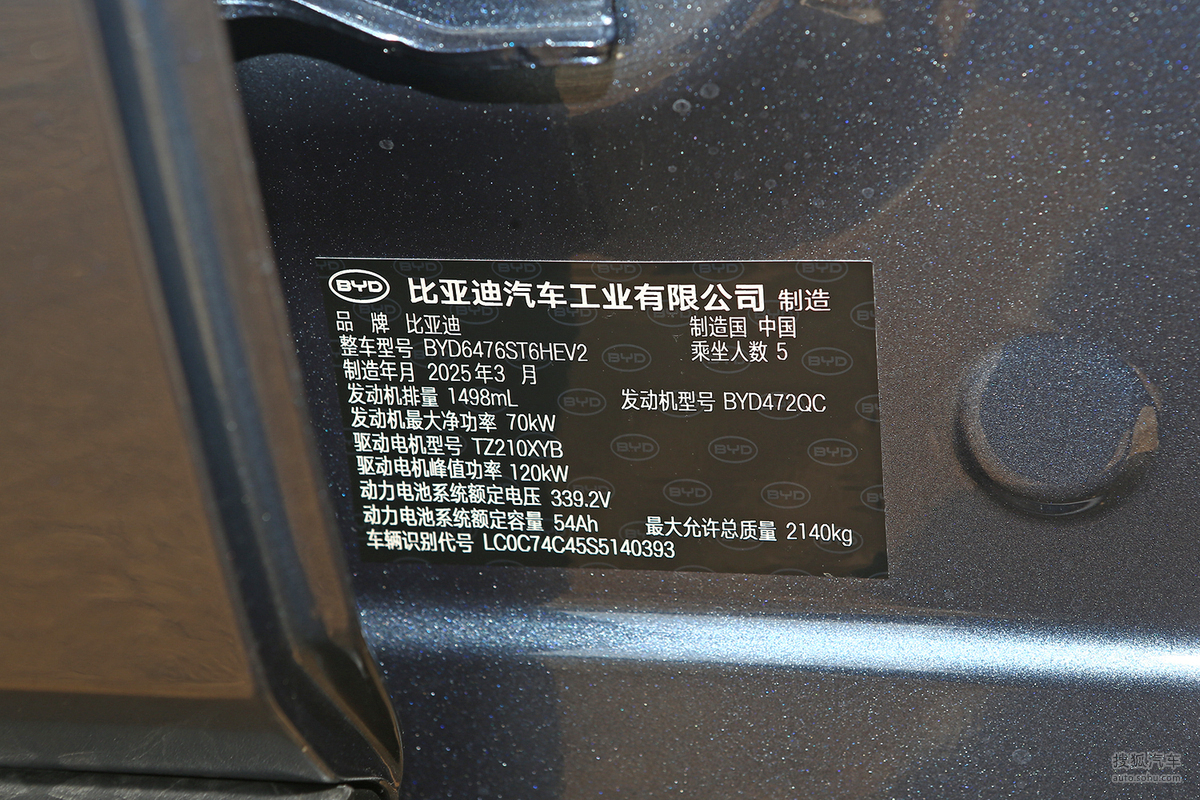 BYD 比亚迪汽车工业有限公司 制造
品 牌 比亚迪 制造国 中国
整车型号 BYD6476ST6HEV2 乘坐人数 5
制造年月 2025年3 月
发动机排量 1498mL 发动机型号 BYD472QC
发动机最大净功率 70kW
驱动电机型号 TZ210XYB
驱动电机峰值功率 120kW
动力电池系统额定电压 339.2V
动力电池系统额定容量 54Ah 最大允许总质量 2140kg
车辆识别代号 LC0C74C45S5140393
搜狐汽车
auto.sohu.com